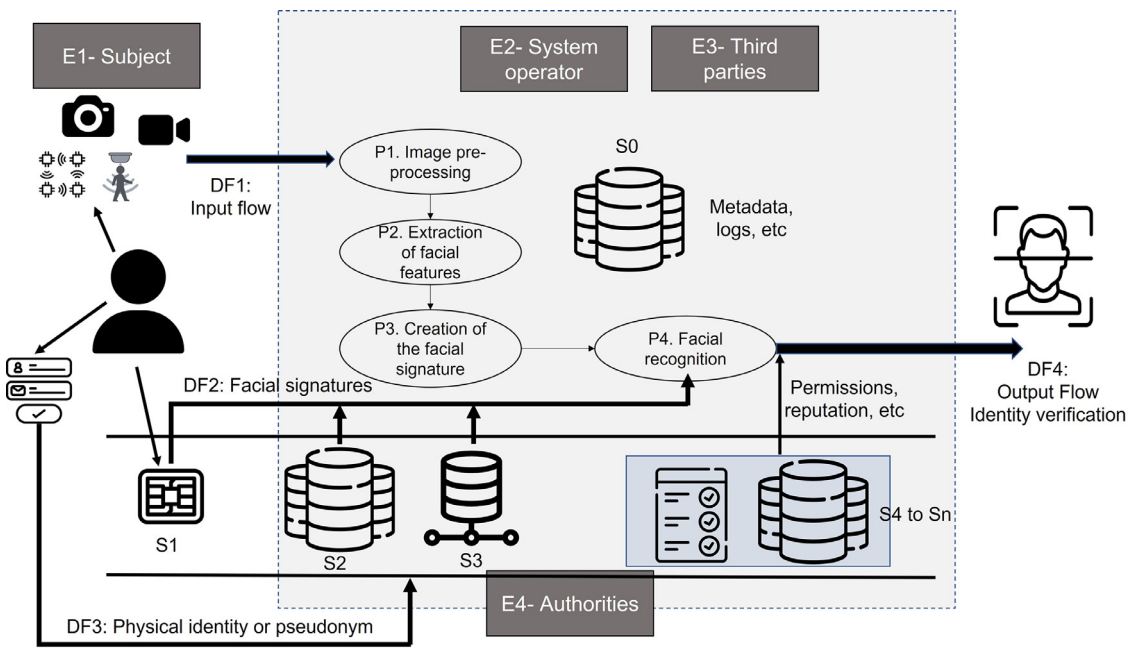 E1- Subject
E2- System
operator
E3- Third
parties
DF1:
Input flow
P1. Image pre-
processing
P2. Extraction
of facial
features
P3. Creation of
the facial
signature
S0
Metadata,
logs, etc
P4. Facial
recognition
DF4:
Output Flow
Identity verification
DF2: Facial signatures
Permissions,
reputation, etc
S1
S2
S3
S4 to Sn
E4- Authorities
DF3: Physical identity or pseudonym